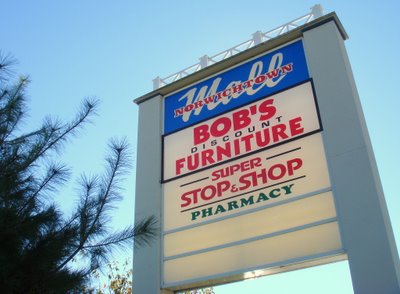 NORWICHTOWN
Mall
BOB'S
DISCOUNT
FURNITURE
SUPER
STOP&SHOP
PHARMACY